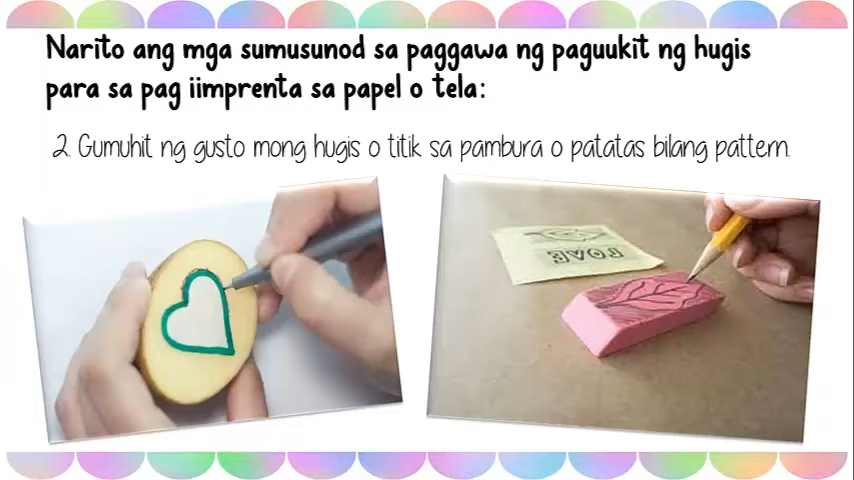 Narito ang mga sumusunod sa paggawa ng paguukit ng hugis
para sa pag iimprenta sa papel o tela:
2. Gumuhit ng gusto mong hugis o titik sa pambura o patatas bilang pattern.
LOVE